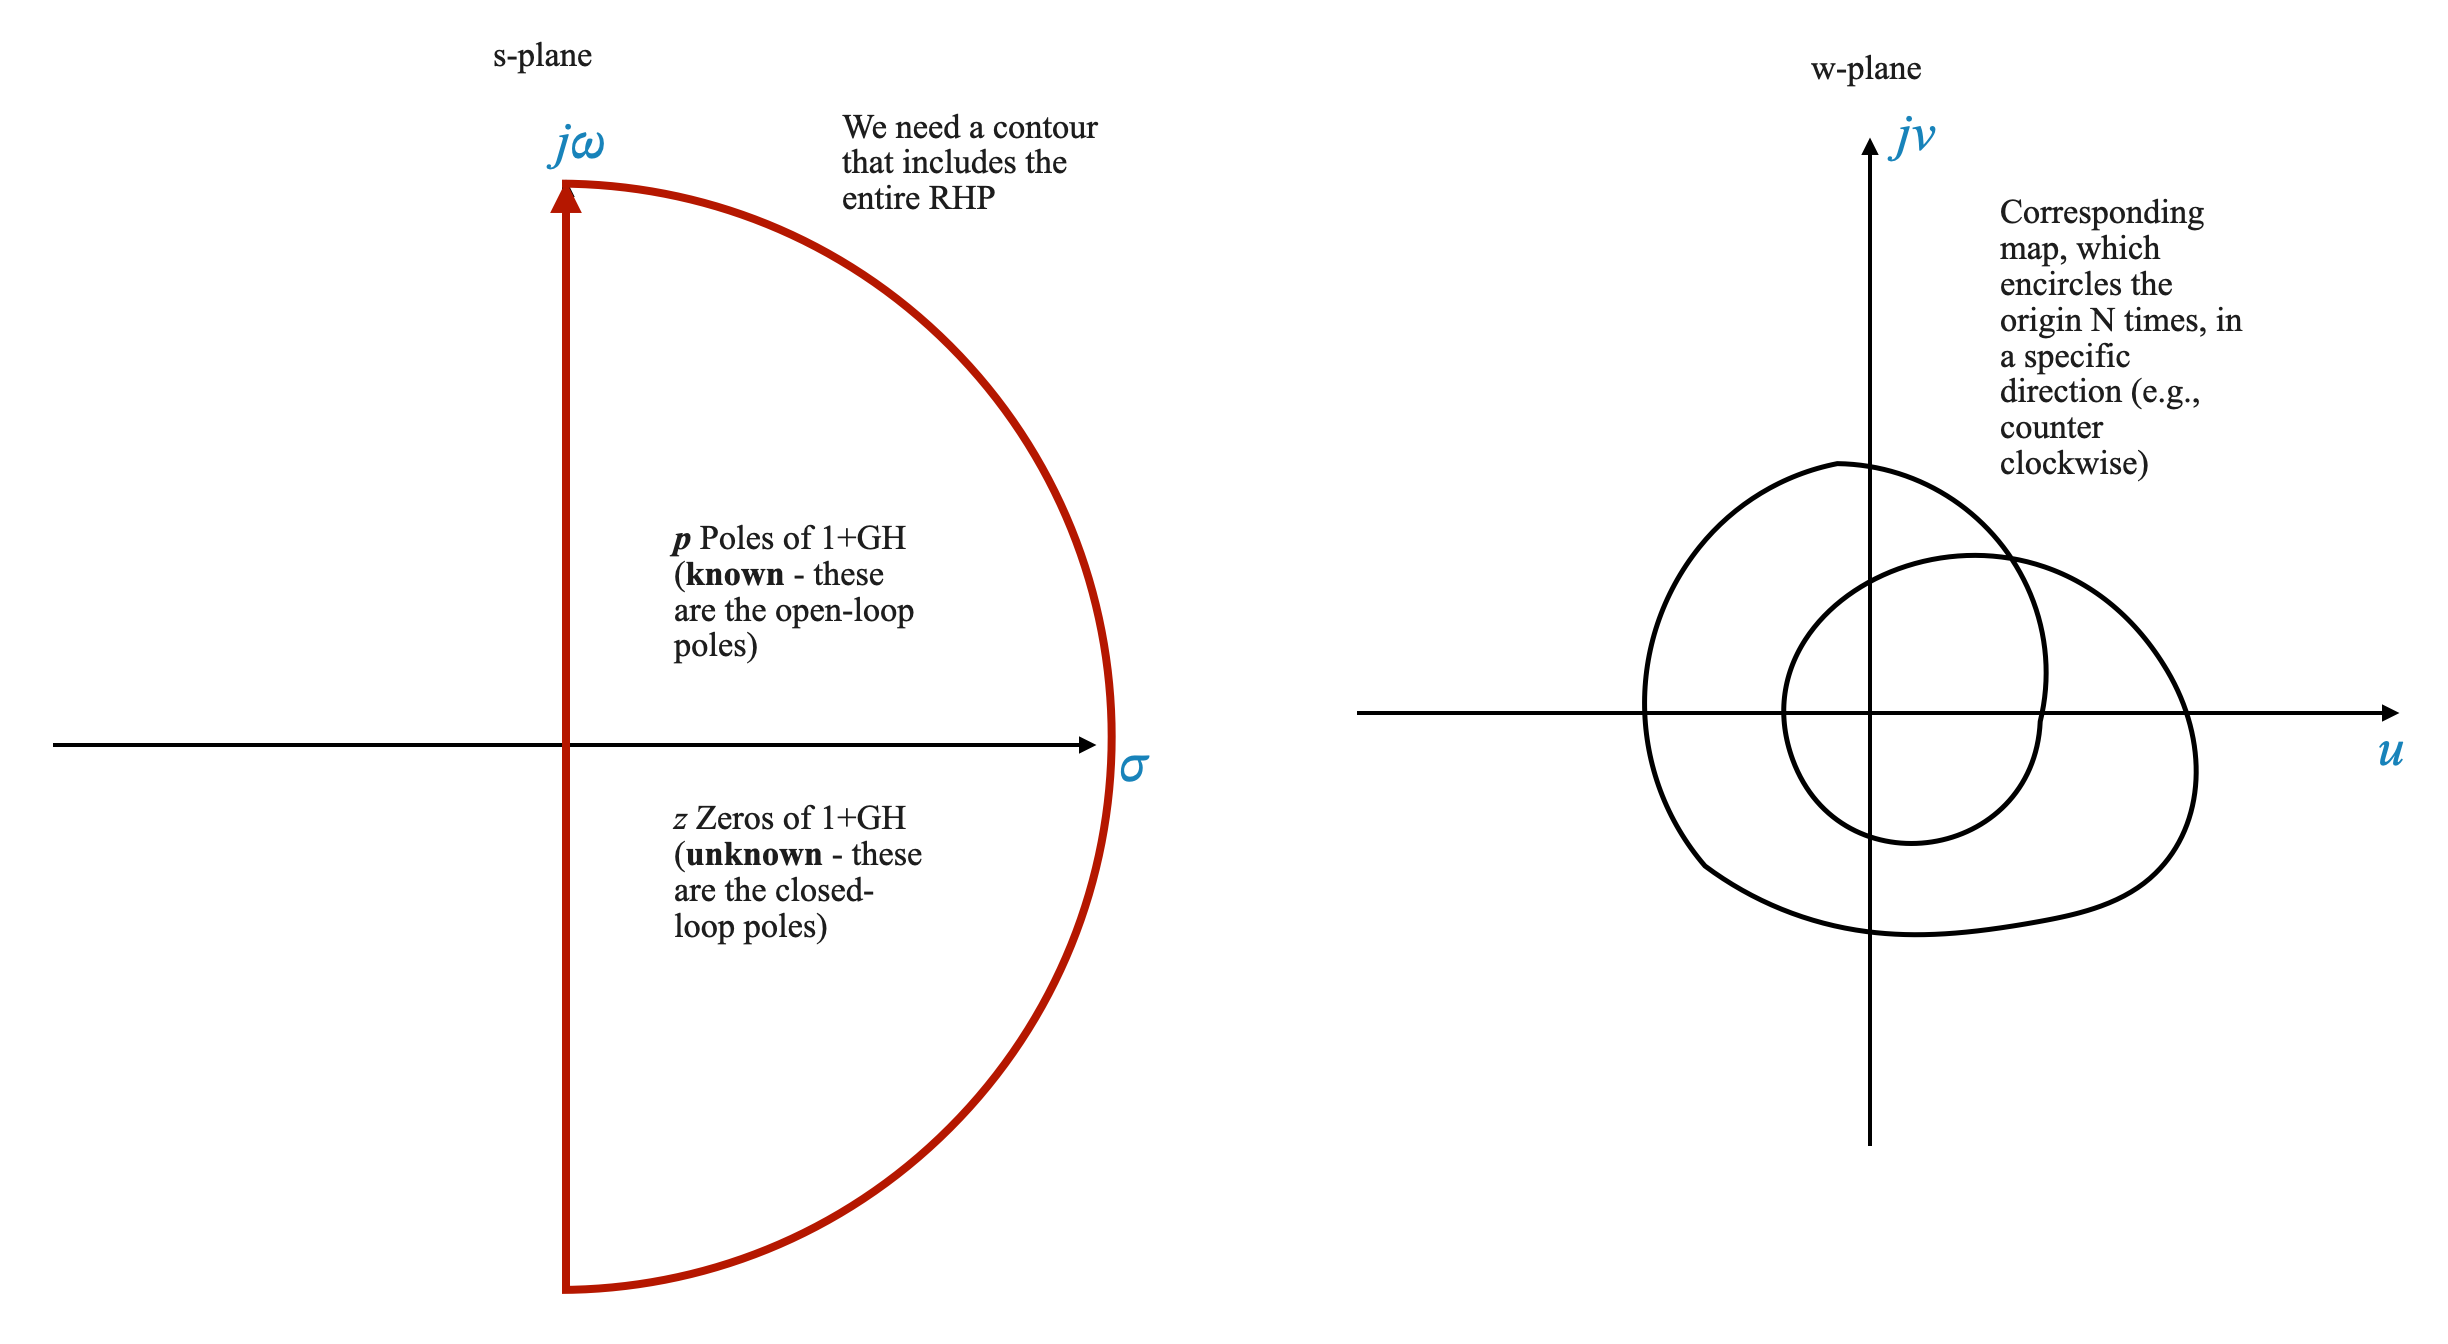 s-plane
jω
We need a contour
that includes the
entire RHP
p Poles of 1+GH
(known - these
are the open-loop
poles)
σ
z Zeros of 1+GH
(unknown - these
are the closed-
loop poles)
w-plane
jv
Corresponding
map, which
encircles the
origin N times, in
a specific
direction (e.g.,
counter
clockwise)
u